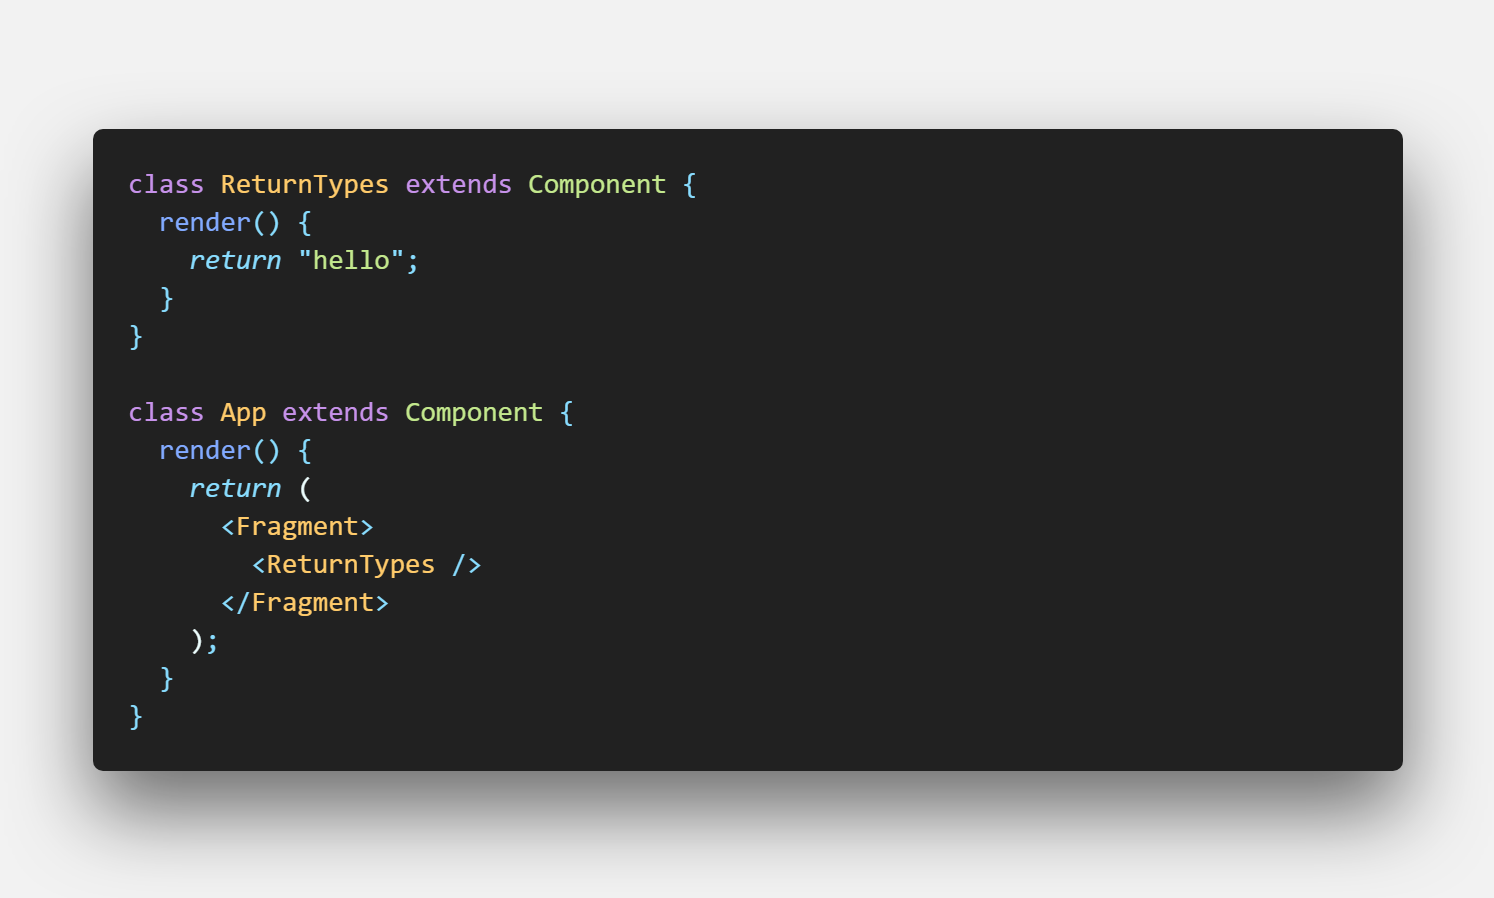 class ReturnTypes extends Component {
  render() {
    return "hello";
  }
}

class App extends Component {
  render() {
    return (
      <Fragment>
        <ReturnTypes />
      </Fragment>
    );
  }
}